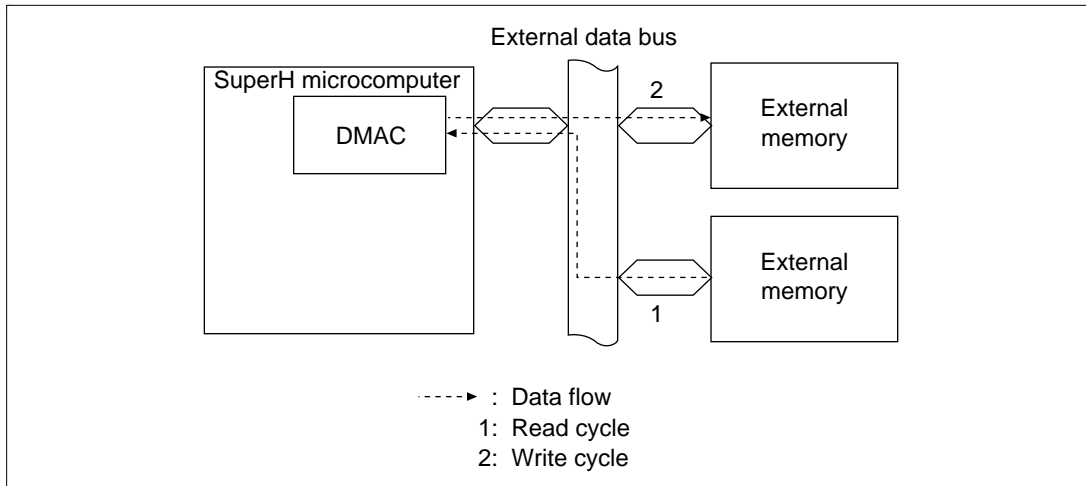 External data bus
SuperH microcomputer
DMAC
2
External
memory
External
memory
1
: Data flow
1: Read cycle
2: Write cycle